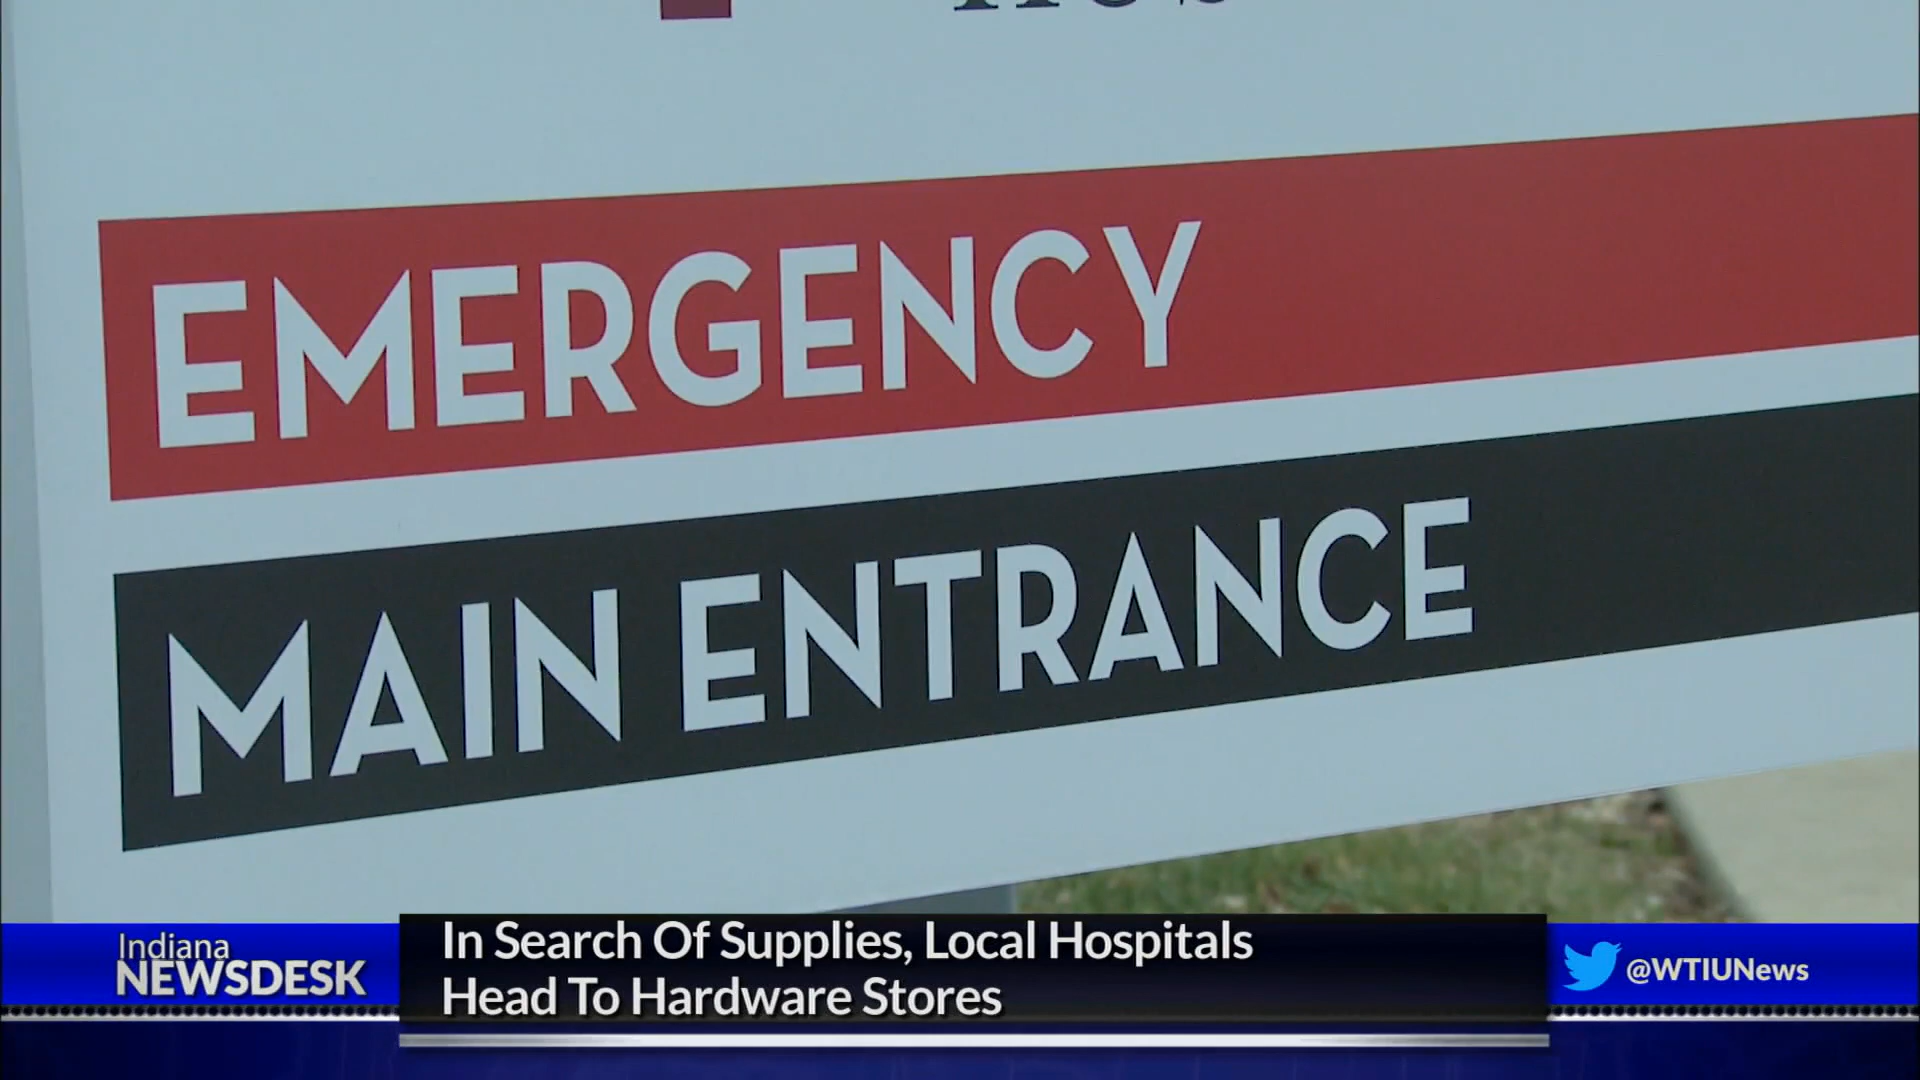 EMERGENCY
MAIN ENTRANCE
Indiana
NEWSDESK
In Search Of Supplies, Local Hospitals
Head To Hardware Stores
@WTIUNews